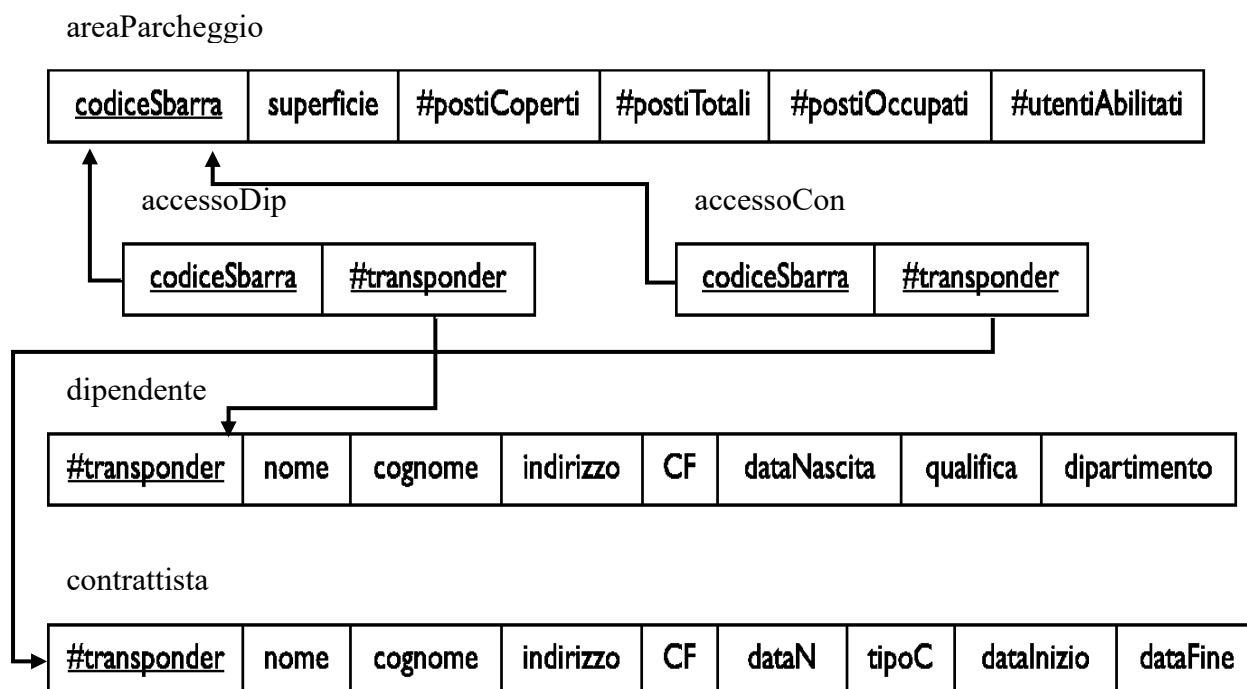 areaParcheggio
codiceSbarra superficie #postiCoperti #postiTotali #postiOccupati #utentiAbilitati
accessoDip accessoCon
codiceSbarra #transponder codiceSbarra #transponder
dipendente
#transponder nome cognome indirizzo CF dataNascita qualifica dipartimento
contrattista
#transponder nome cognome indirizzo CF dataN tipoC dataInizio dataFine